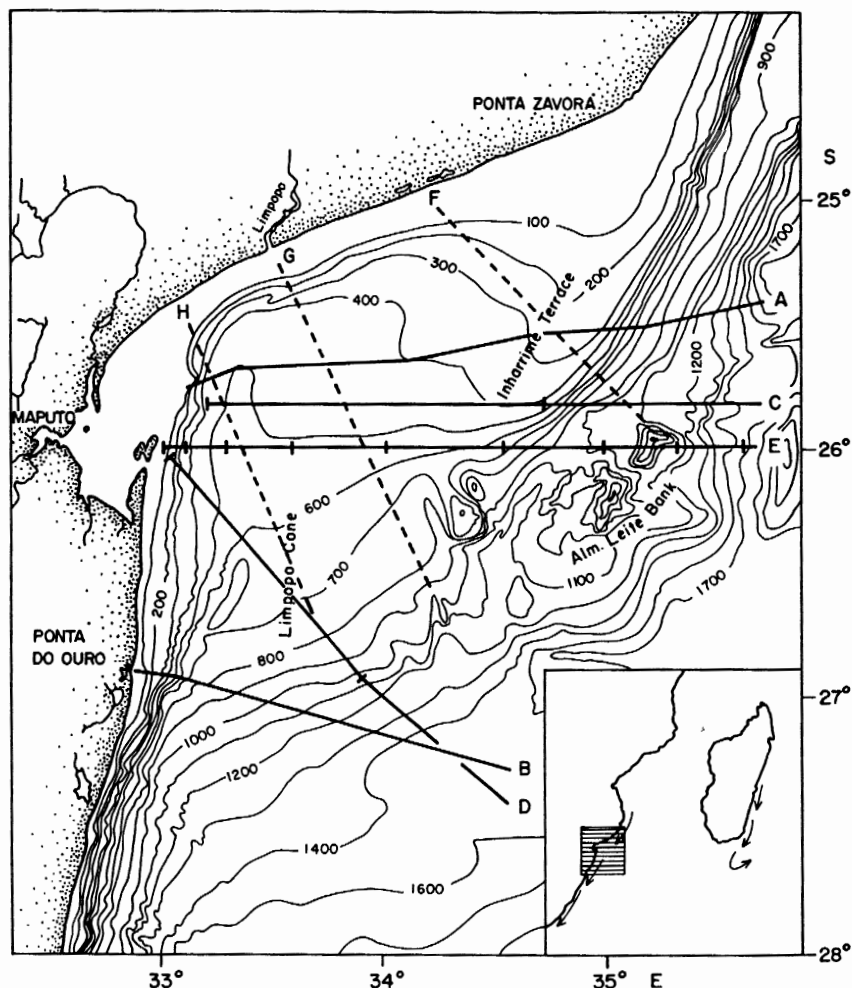 900
PONTA ZAVORA
S
Limpopo
25°
F
100
1700
G
300
200
H
400
A
Inharrime Terrace
1200
C
MAPUTO
E
26°
600
Alm. Leite Bank
700
1100
Limpopo Cone
1700
200
PONTA
DO OURO
800
27°
1000
B
1200
D
1400
1600
28°
33°
34°
35°
E